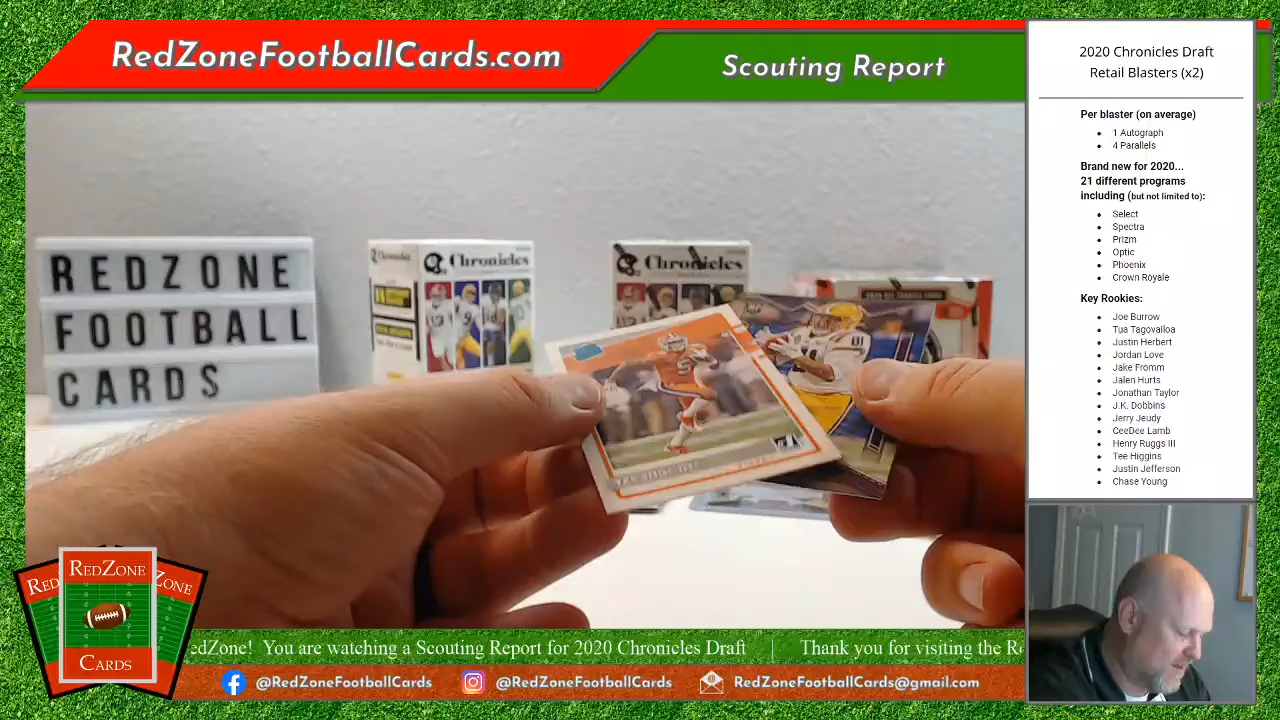 RedZoneFootballCards.com
Scouting Report
2020 Chronicles Draft
Retail Blasters (x2)
Per blaster (on average)
1 Autograph
4 Parallels
Brand new for 2020...
21 different programs
including (but not limited to):
Select
Spectra
Prizm
Optic
Phoenix
Crown Royale
Key Rookies:
Joe Burrow
Tua Tagovailoa
Justin Herbert
Jordan Love
Jake Fromm
Jalen Hurts
Jonathan Taylor
J.K. Dobbins
Jerry Jeudy
CeeDee Lamb
Henry Ruggs III
Tee Higgins
Justin Jefferson
Chase Young
REDZONE
FOOTBALL
CARDS
Chronicles
Chronicles
Chronicles
5
RED
REDZONE
ZONE
CARDS
edZone! You are watching a Scouting Report for 2020 Chronicles Draft | Thank you for visiting the Re
@RedZoneFootballCards
@RedZoneFootballCards
RedZoneFootballCards@gmail.com